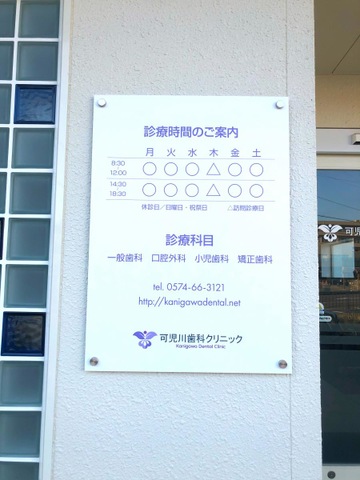 診療時間のご案内
月 火 水 木 金 土
8:30
12:00 ○ ○ ○ △ ○ ○
14:30
18:30 ○ ○ ○ △ ○ ○
休診日/日曜日・祝祭日 △訪問診療日
診療科目
一般歯科 口腔外科 小児歯科 矯正歯科
tel. 0574-66-3121
http://kanigawadental.net
可児川歯科クリニック
Kanigawa Dental Clinic
可児